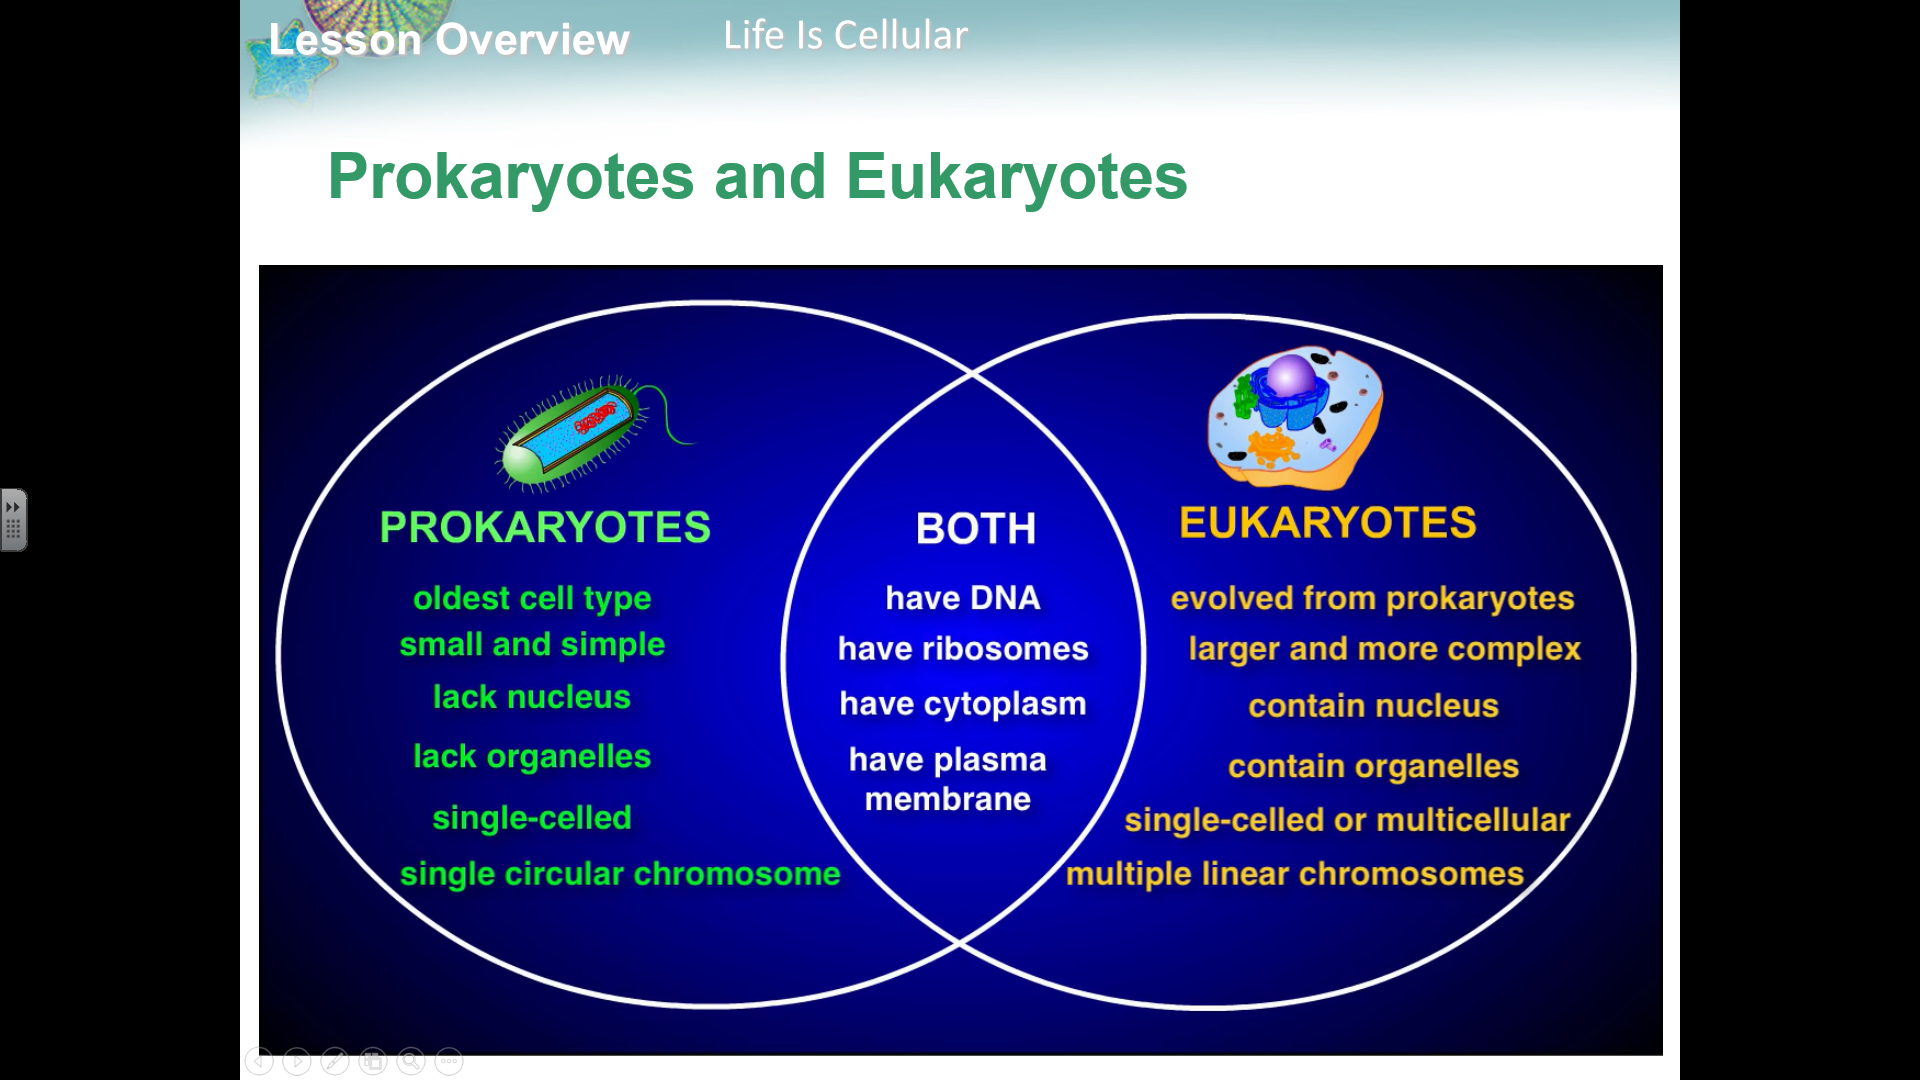 Lesson Overview
Life Is Cellular
Prokaryotes and Eukaryotes
PROKARYOTES
oldest cell type
small and simple
lack nucleus
lack organelles
single-celled
single circular chromosome
BOTH
have DNA
have ribosomes
have cytoplasm
have plasma
membrane
EUKARYOTES
evolved from prokaryotes
larger and more complex
contain nucleus
contain organelles
single-celled or multicellular
multiple linear chromosomes